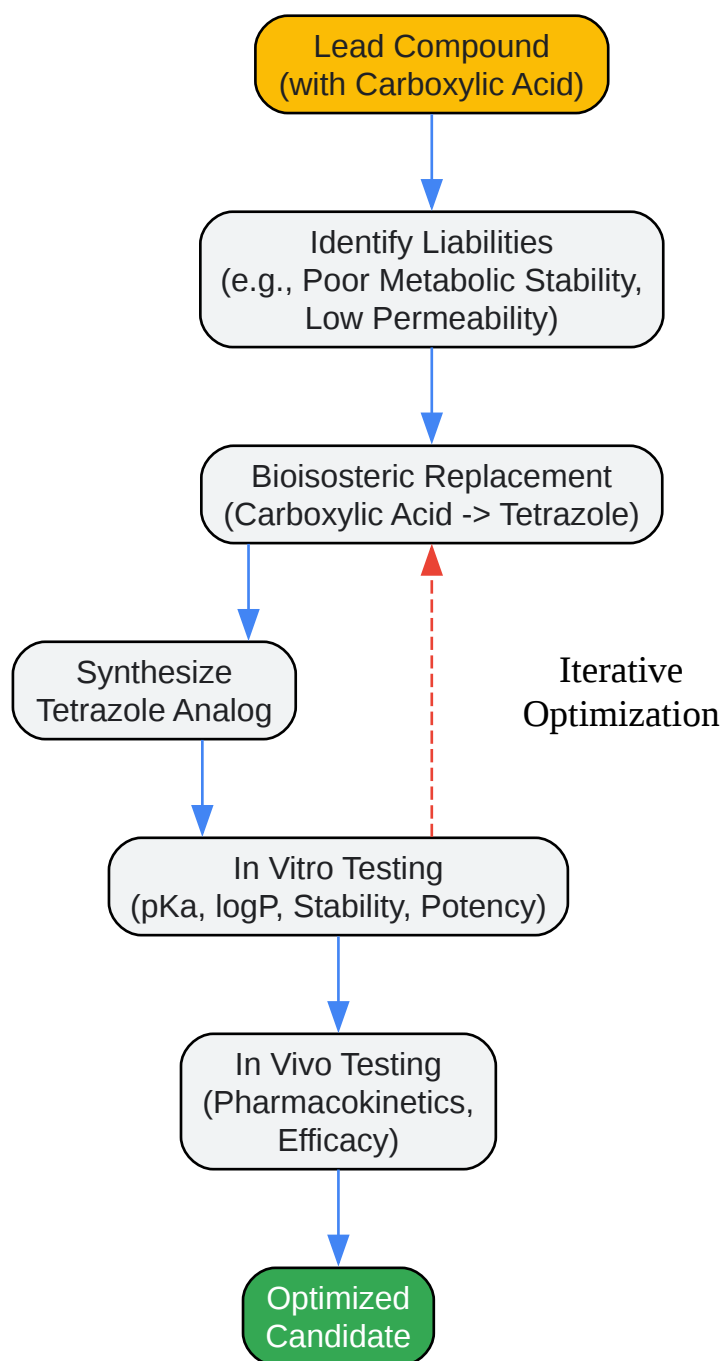 Lead Compound
(with Carboxylic Acid)
Identify Liabilities
(e.g., Poor Metabolic Stability,
Low Permeability)
Bioisosteric Replacement
(Carboxylic Acid -> Tetrazole)
Synthesize
Tetrazole Analog
Iterative
Optimization
In Vitro Testing
(pKa, logP, Stability, Potency)
In Vivo Testing
(Pharmacokinetics,
Efficacy)
Optimized
Candidate